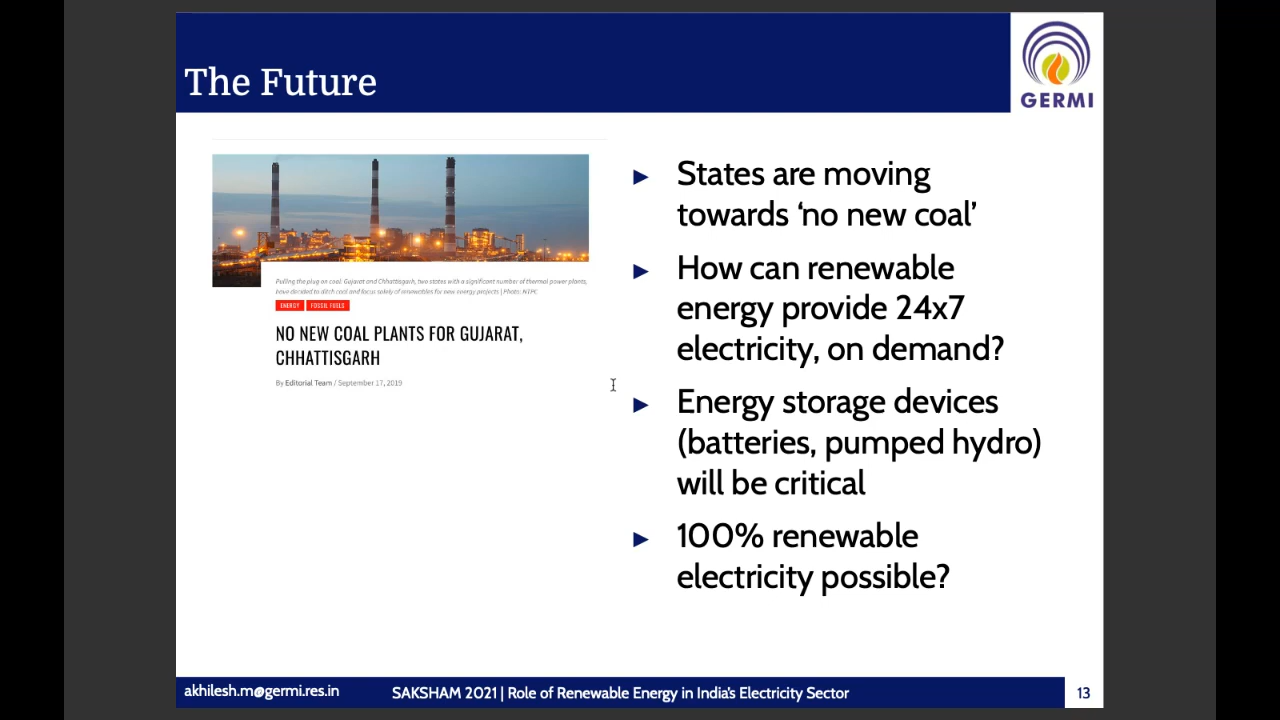 The Future
GERMI
Pulling the plug on coal: Gujarat and Chhattisgarh, two states with a significant number of thermal power plants,
have decided to ditch coal and focus solely of renewables for new energy projects | Photo: NTPC
ENERGY FOSSIL FUELS
NO NEW COAL PLANTS FOR GUJARAT,
CHHATTISGARH
By Editorial Team / September 17, 2019
► States are moving
towards ‘no new coal’
► How can renewable
energy provide 24x7
electricity, on demand?
► Energy storage devices
(batteries, pumped hydro)
will be critical
► 100% renewable
electricity possible?
akhilesh.m@germi.res.in
SAKSHAM 2021 | Role of Renewable Energy in India's Electricity Sector
13